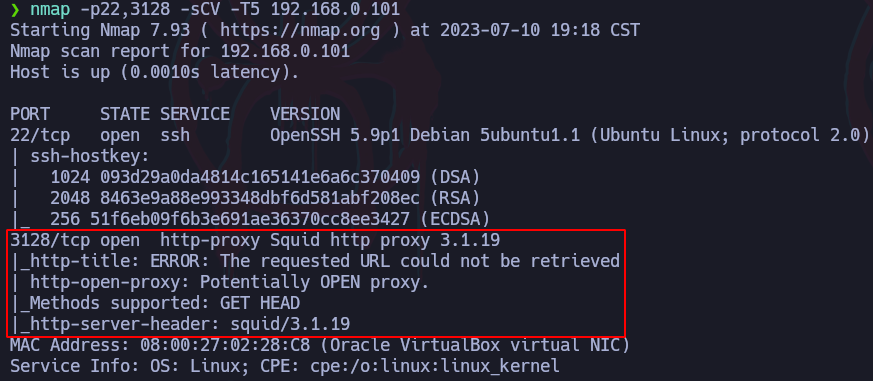 ❯ nmap -p22,3128 -sCV -T5 192.168.0.101
Starting Nmap 7.93 ( https://nmap.org ) at 2023-07-10 19:18 CST
Nmap scan report for 192.168.0.101
Host is up (0.0010s latency).
PORT     STATE SERVICE    VERSION
22/tcp   open  ssh        OpenSSH 5.9p1 Debian 5ubuntu1.1 (Ubuntu Linux; protocol 2.0)
| ssh-hostkey:
|   1024 093d29a0da4814c165141e6a6c370409 (DSA)
|   2048 8463e9a88e993348dbf6d581abf208ec (RSA)
|_  256 51f6eb09f6b3e691ae36370cc8ee3427 (ECDSA)
3128/tcp open  http-proxy Squid http proxy 3.1.19
|_http-title: ERROR: The requested URL could not be retrieved
| http-open-proxy: Potentially OPEN proxy.
|_Methods supported: GET HEAD
|_http-server-header: squid/3.1.19
MAC Address: 08:00:27:02:28:C8 (Oracle VirtualBox virtual NIC)
Service Info: OS: Linux; CPE: cpe:/o:linux:linux_kernel